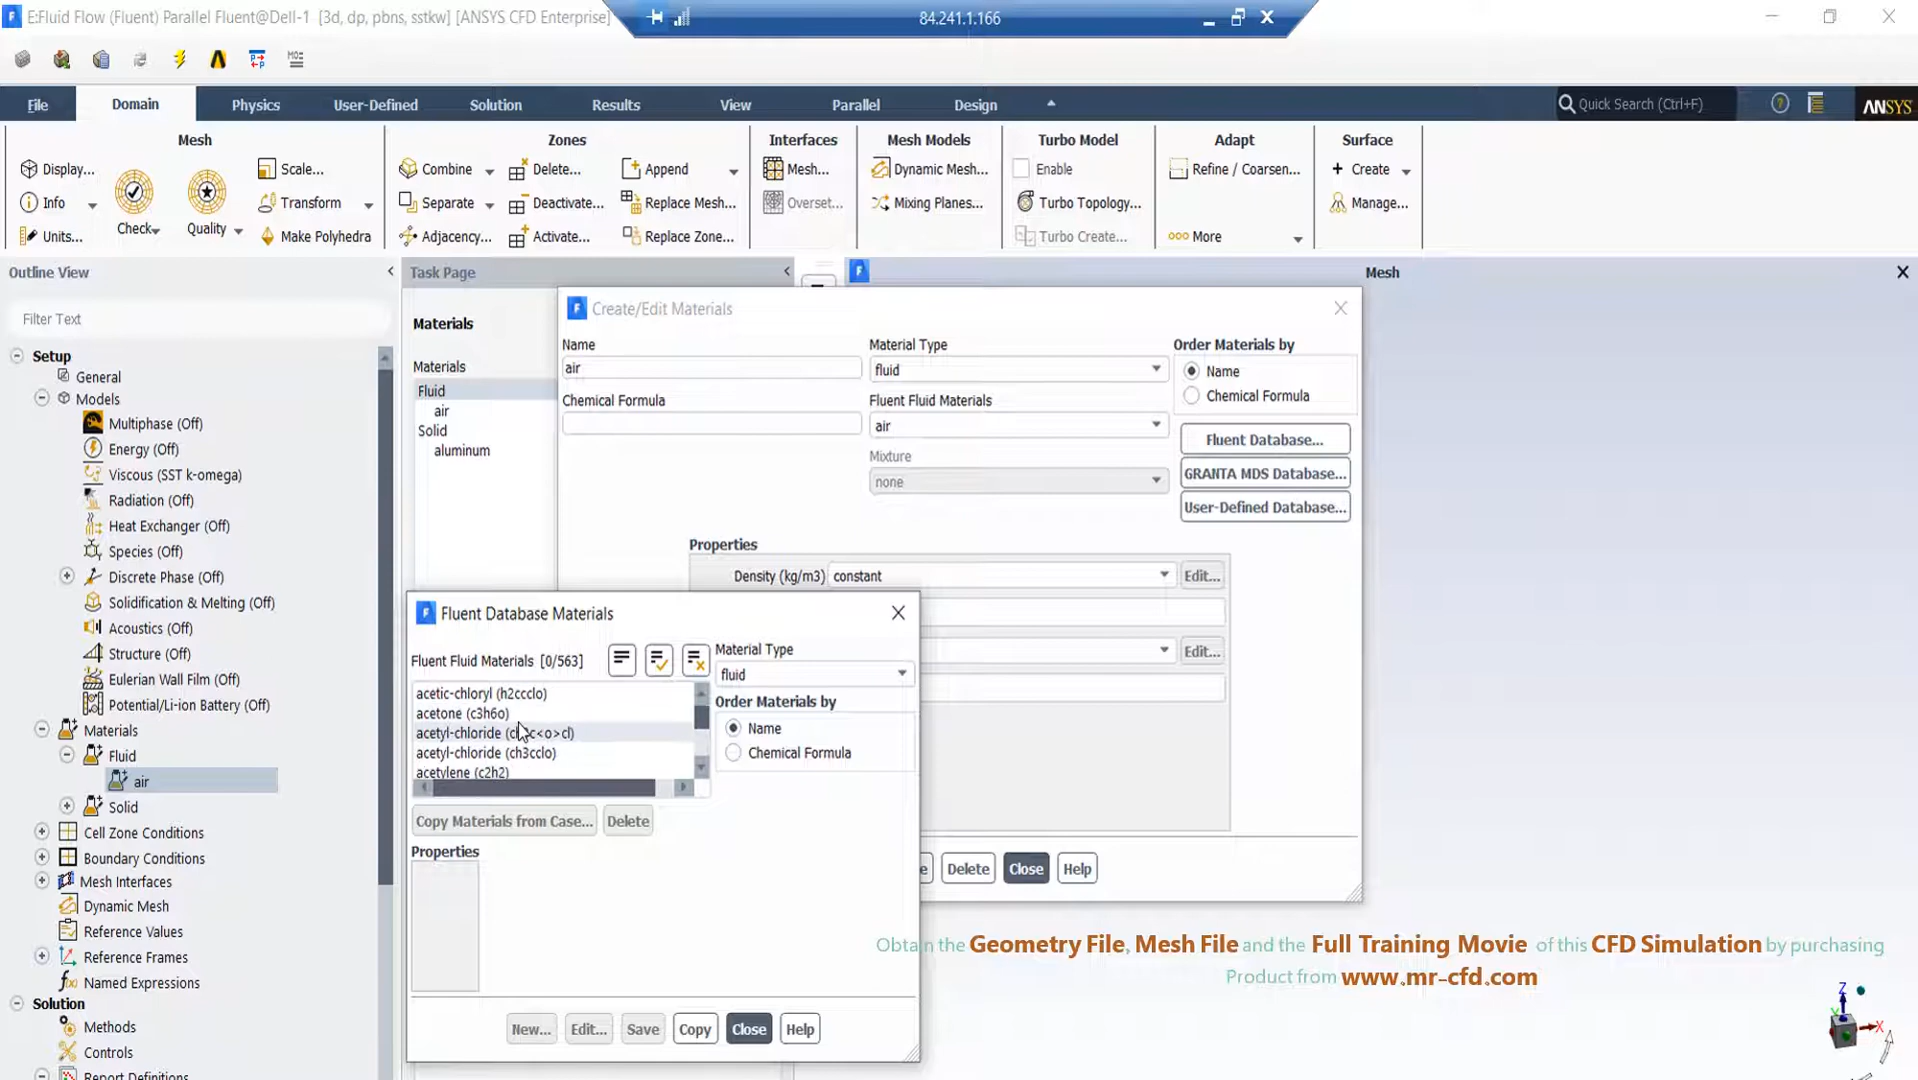 E:Fluid Flow (Fluent) Parallel Fluent@Dell-1 [3d, dp, pbns, sstkw] [ANSYS CFD Enterprise]
84.241.1.166
File
Domain
Physics
User-Defined
Solution
Results
View
Parallel
Design
Quick Search (Ctrl+F)
ANSYS
Mesh
Display...
Info
Units...
Check
Quality
Scale...
Transform
Make Polyhedra
Zones
Combine
Separate
Adjacency...
Delete...
Deactivate...
Activate...
Append
Replace Mesh...
Replace Zone...
Interfaces
Mesh...
Overset...
Mesh Models
Dynamic Mesh...
Mixing Planes...
Turbo Model
Enable
Turbo Topology...
Turbo Create...
Adapt
Refine / Coarsen...
More
Surface
Create
Manage...
Outline View
Filter Text
Setup
General
Models
Multiphase (Off)
Energy (Off)
Viscous (SST k-omega)
Radiation (Off)
Heat Exchanger (Off)
Species (Off)
Discrete Phase (Off)
Solidification & Melting (Off)
Acoustics (Off)
Structure (Off)
Eulerian Wall Film (Off)
Potential/Li-ion Battery (Off)
Materials
Fluid
air
Solid
Cell Zone Conditions
Boundary Conditions
Mesh Interfaces
Dynamic Mesh
Reference Values
Reference Frames
Named Expressions
Solution
Methods
Controls
Report Definitions
Task Page
Materials
Materials
Fluid
air
Solid
aluminum
Mesh
Create/Edit Materials
Name
air
Chemical Formula
Material Type
fluid
Fluent Fluid Materials
air
Mixture
none
Order Materials by
Name
Chemical Formula
Fluent Database...
GRANTA MDS Database...
User-Defined Database...
Properties
Density (kg/m3) constant
Edit...
Edit...
Delete
Close
Help
Fluent Database Materials
Fluent Fluid Materials [0/563]
acetic-chloryl (h2ccclo)
acetone (c3h6o)
acetyl-chloride
acetyl-chloride (ch3cclo)
acetylene (c2h2)
Material Type
fluid
Order Materials by
Name
Chemical Formula
Copy Materials from Case...
Delete
Properties
New...
Edit...
Save
Copy
Close
Help
Obtain the Geometry File, Mesh File and the Full Training Movie of this CFD Simulation by purchasing
Product from www.mr-cfd.com
Z
X